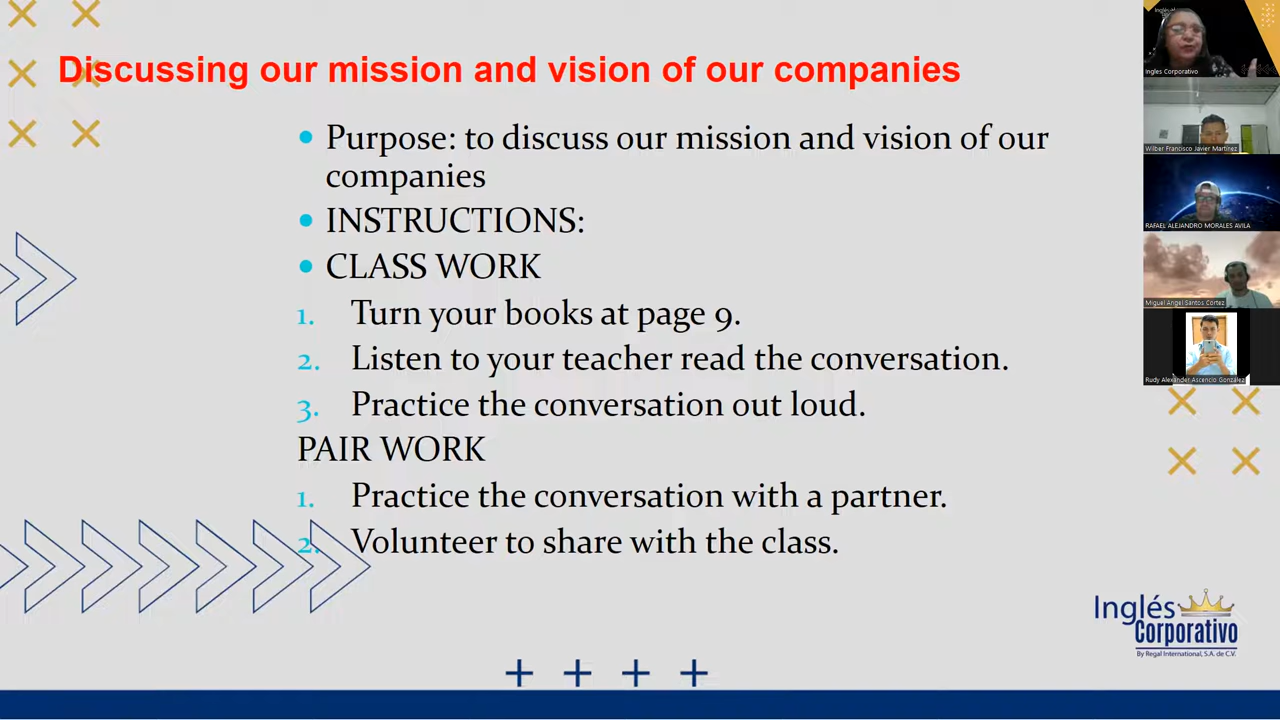 Discussing our mission and vision of our companies
• Purpose: to discuss our mission and vision of our
companies
• INSTRUCTIONS:
• CLASS WORK
1. Turn your books at page 9.
2. Listen to your teacher read the conversation.
3. Practice the conversation out loud.
PAIR WORK
1. Practice the conversation with a partner.
2. Volunteer to share with the class.
Inglés
Corporativo
By Regal International, S.A. de C.V.
Ingles Corporativo
Wilber Francisco Javier Martinez
RAFAEL ALEJANDRO MORALES AVILA
Miguel Angel Santos Cortez
Rudy Alexander Ascencio González